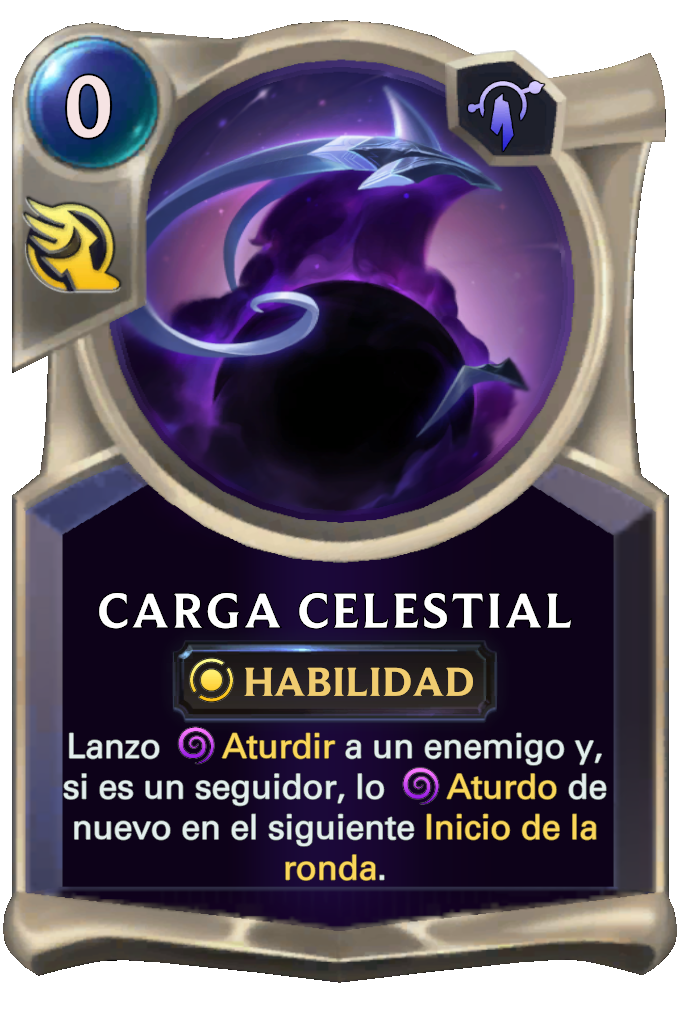 0
CARGA CELESTIAL
HABILIDAD
Lanzo Aturdir a un enemigo y,
si es un seguidor, lo Aturdo de
nuevo en el siguiente Inicio de la
ronda.